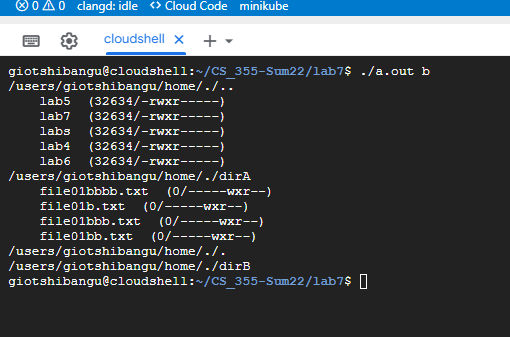 0 0 clangd: idle <> Cloud Code minikube
cloudshell
giotshibangu@cloudshell:~/CS_355-Sum22/lab7$ ./a.out b
/users/giotshibangu/home/./..
lab5 (32634/-rwxr-----)
lab7 (32634/-rwxr-----)
labs (32634/-rwxr-----)
lab4 (32634/-rwxr-----)
lab6 (32634/-rwxr-----)
/users/giotshibangu/home/./dirA
file01bbbb.txt (0/-----wxr--)
file01b.txt (0/-----wxr--)
file01bbb.txt (0/-----wxr--)
file01bb.txt (0/-----wxr--)
/users/giotshibangu/home/./.
/users/giotshibangu/home/./dirB
giotshibangu@cloudshell:~/CS_355-Sum22/lab7$